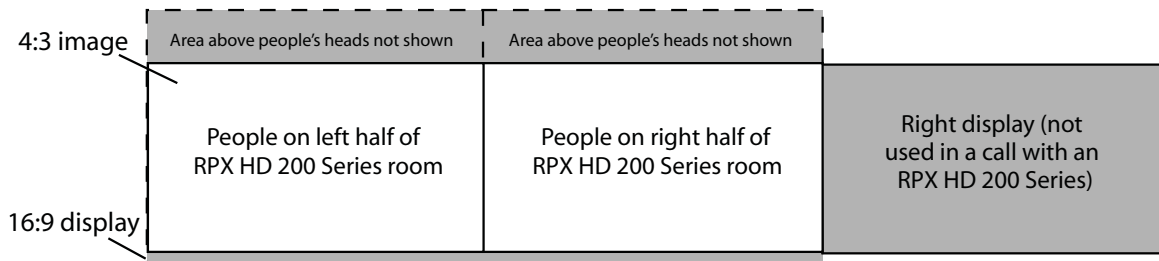 4:3 image
Area above people's heads not shown
Area above people's heads not shown
People on left half of
RPX HD 200 Series room
People on right half of
RPX HD 200 Series room
Right display (not
used in a call with an
RPX HD 200 Series)
16:9 display